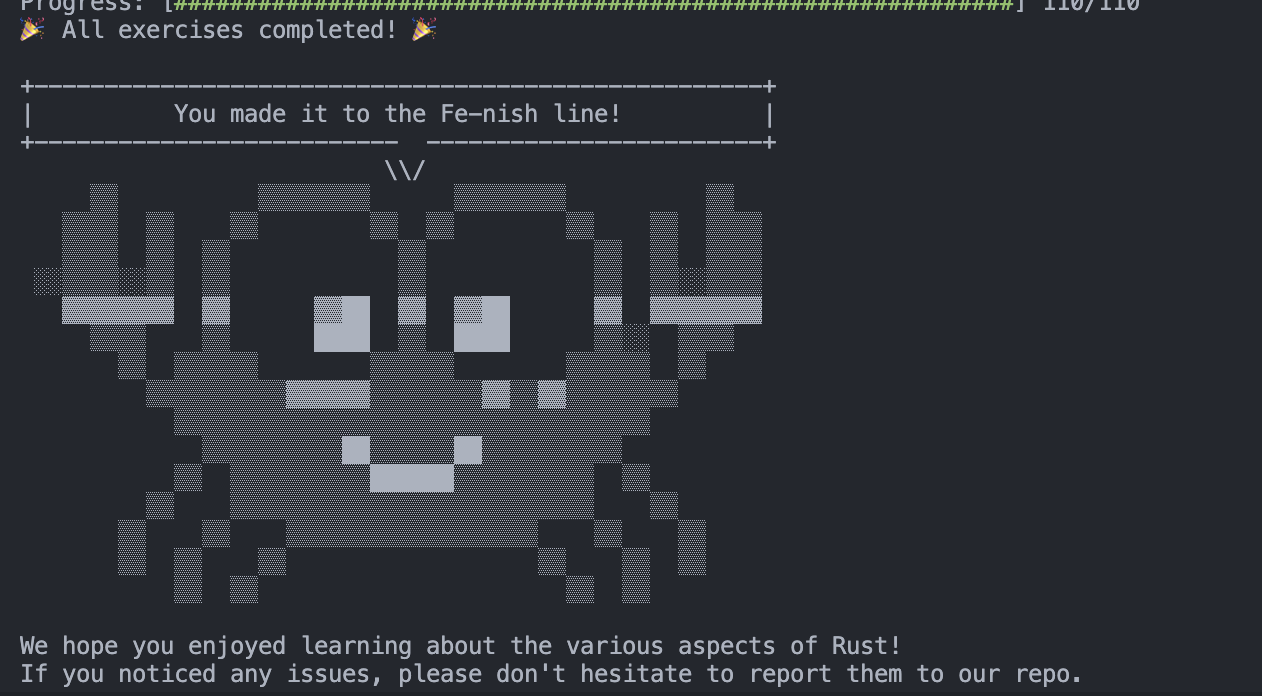 Progress: [############################################################] 110/110
🎉 All exercises completed! 🎉
+----------------------------------------------------+
| You made it to the Fe-nish line! |
+-------------------------- ------------------------+
\\/
We hope you enjoyed learning about the various aspects of Rust!
If you noticed any issues, please don't hesitate to report them to our repo.